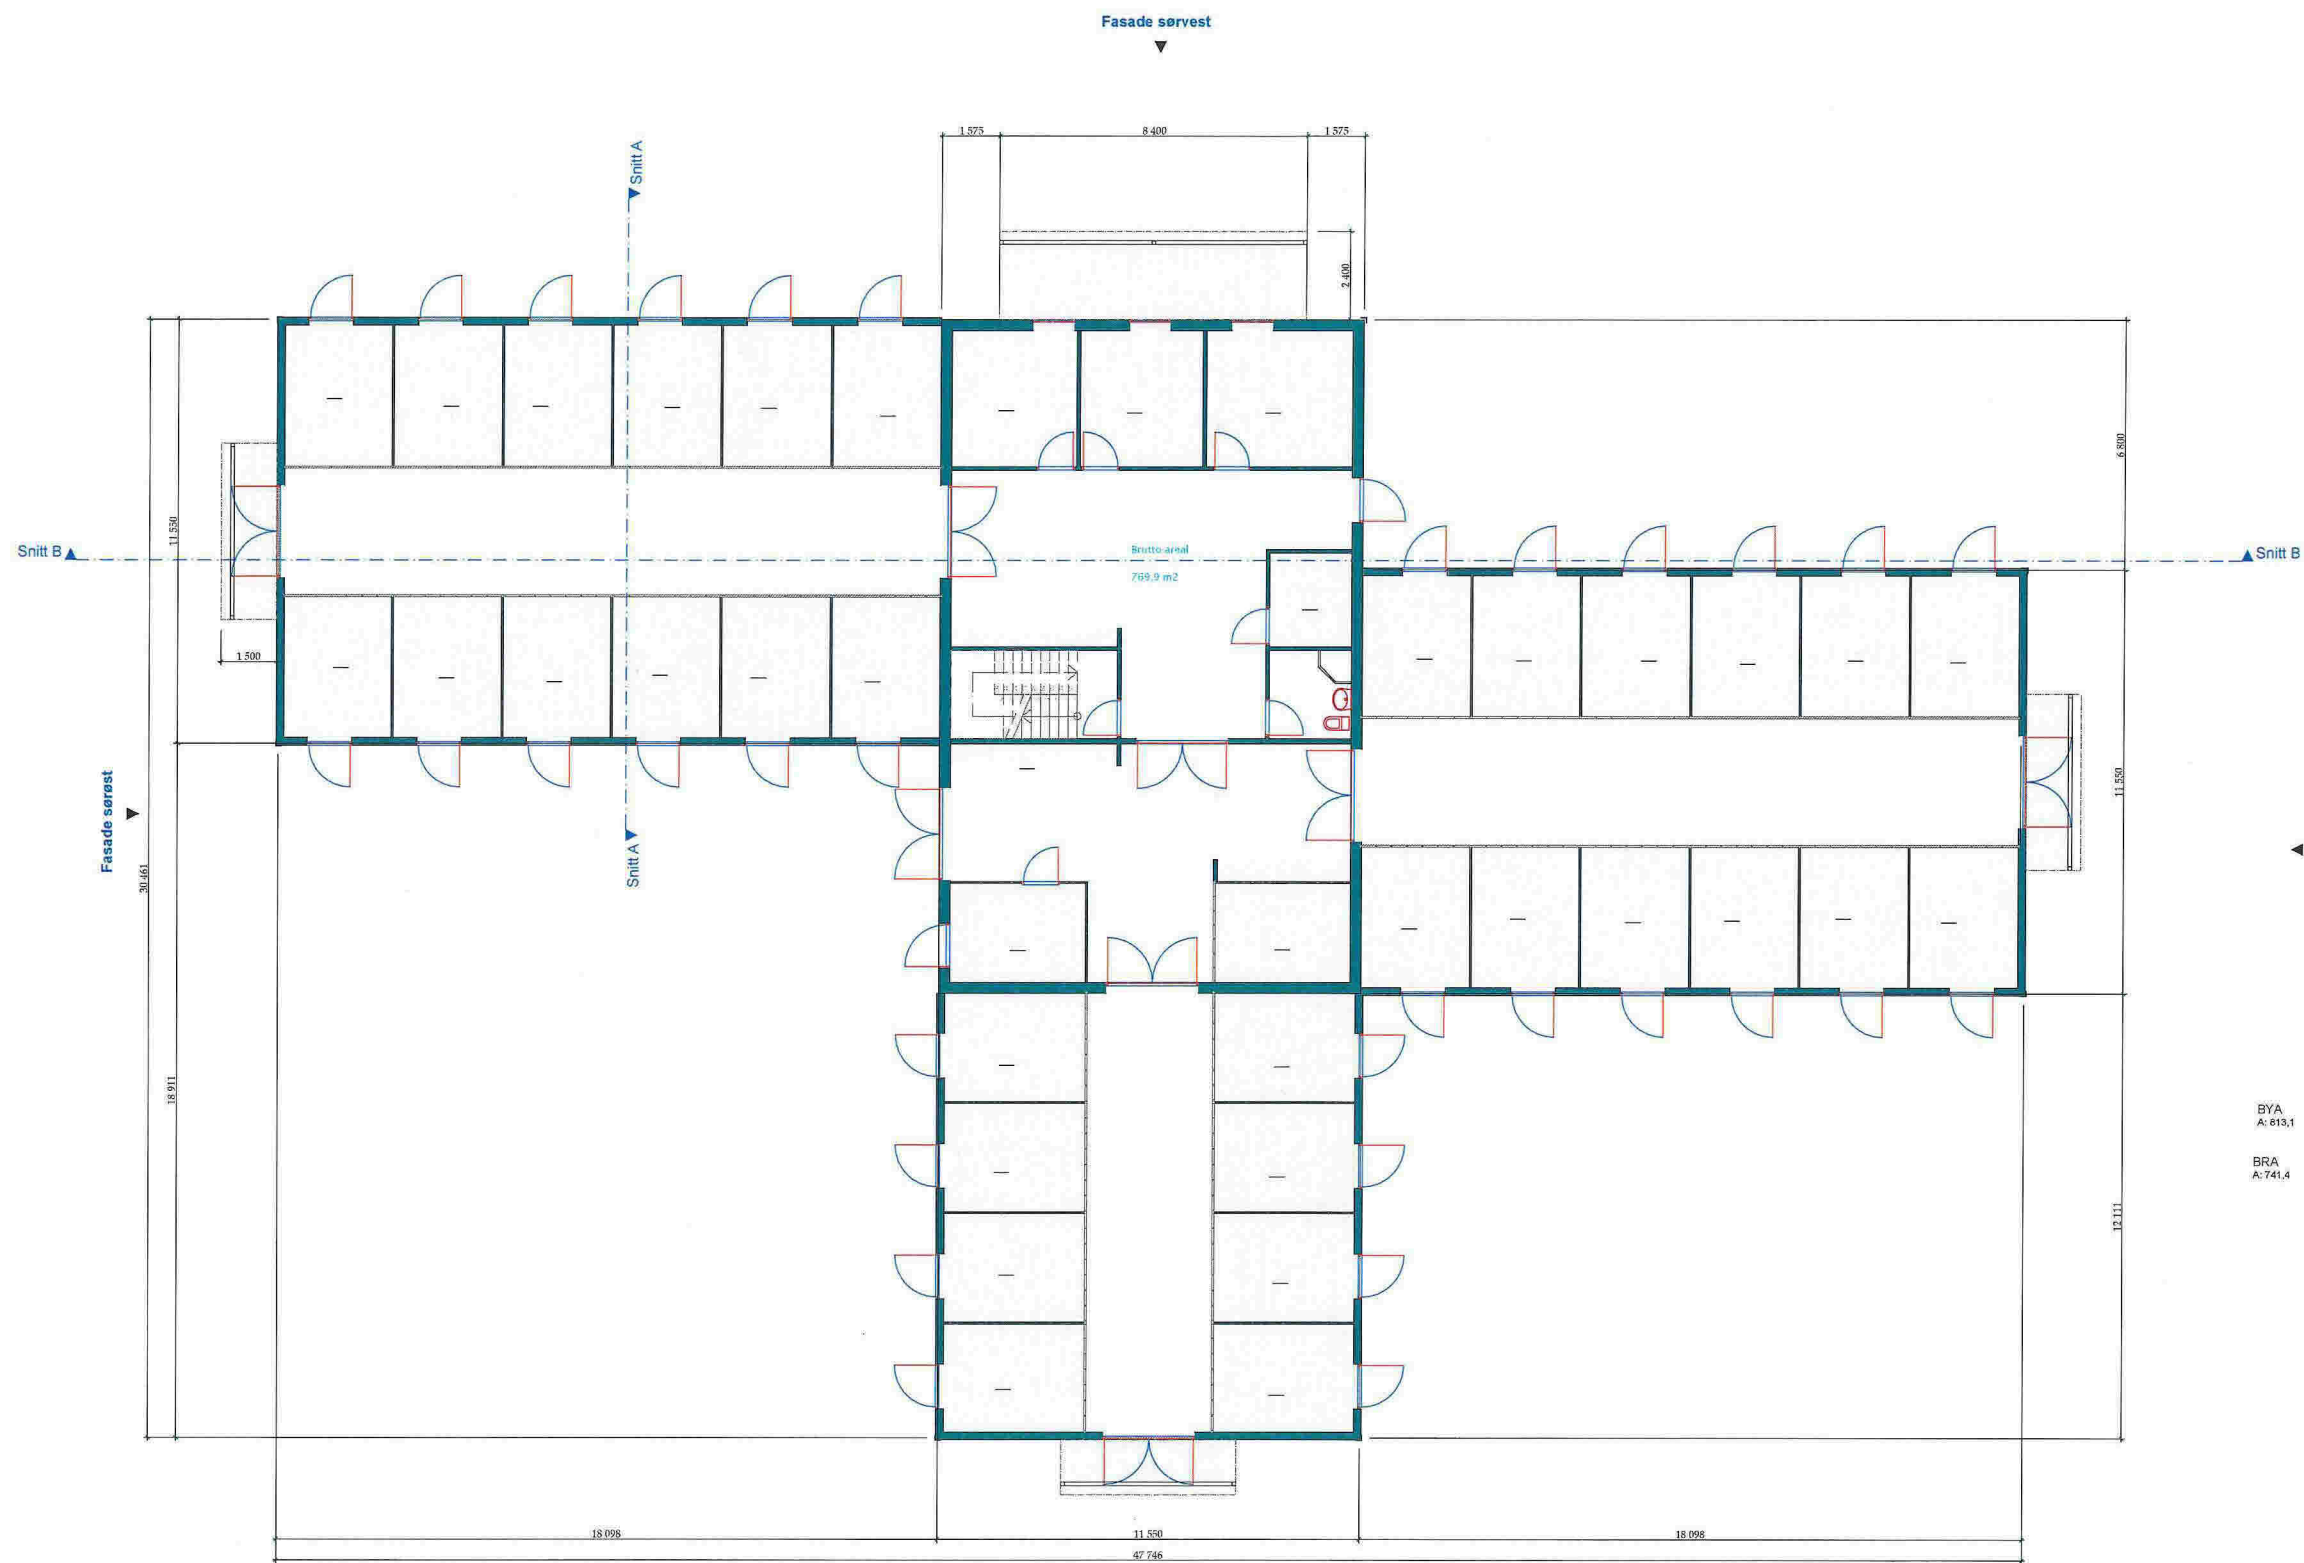 Fasade sørvest
1 575
8 400
1 575
Snitt A
2 400
6 800
11 550
Brutto areal
769,9 m2
Snitt B
Snitt B
1 500
11 550
Fasade sørøst
Snitt A
30 461
18 911
BYA
A: 813,1
BRA
A: 741,4
12 111
18 098
11 550
18 098
47 746